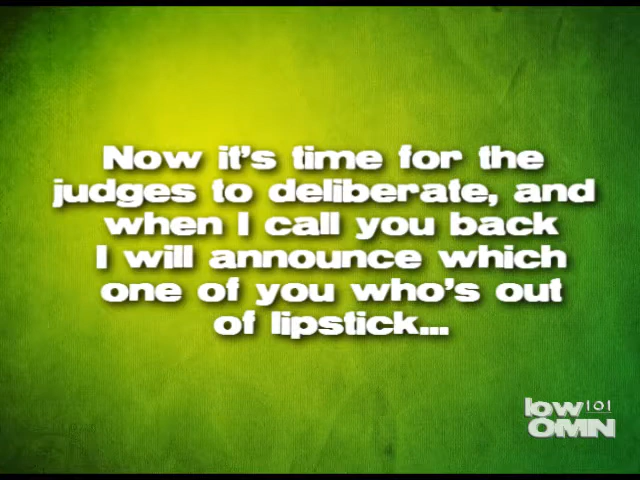 Now it's time for the
judges to deliberate, and
when I call you back
I will announce which
one of you who's out
of lipstick...
low 101
OMN